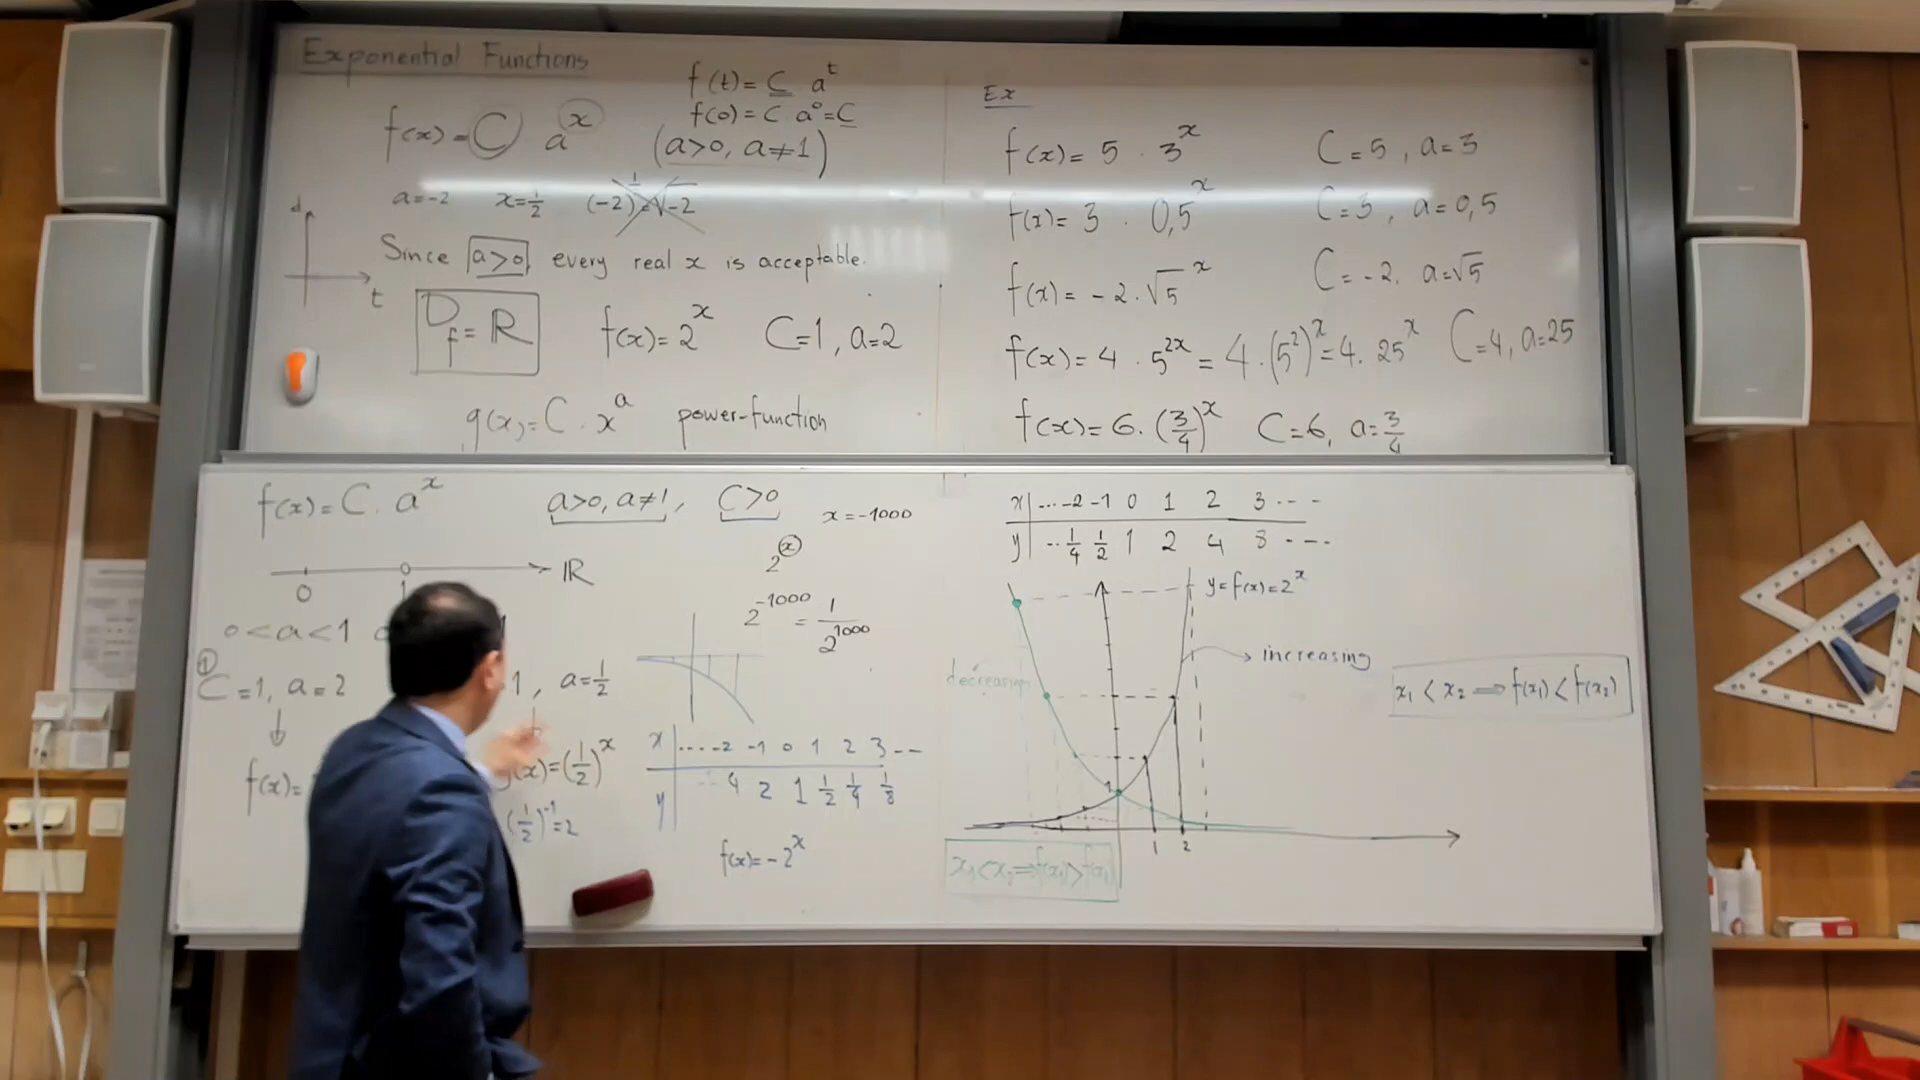 Exponential Functions
f(x) = C a^x
f(t) = C a^t
f(0) = C a^0 = C
(a>0, a≠1)
a=-2 x=1/2 (-2)^1/2=√-2
d
t
Since a>0, every real x is acceptable.
D_f = ℝ f(x)=2^x C=1, a=2
g(x)= C . x^a power-function
Ex
f(x)= 5 . 3^x C=5, a=3
f(x)= 3 . 0,5^x C=3, a=0,5
f(x)= -2.√5^x C=-2. a=√5
f(x)= 4 . 5^2x = 4.(5^2)^x=4. 25^x C=4, a=25
f(x)= 6. (3/4)^x C=6, a=3/4
f(x)=C. a^x a>0, a≠1, C>0
x=-1000
2^x
2^-1000 = 1/2^1000
0 ℝ
0<a<1
① C=1, a=2
1, a=1/2
f(x)=
g(x)=(1/2)^x
(1/2)^-1=2
x | ....-2 -1 0 1 2 3--
y | 4 2 1 1/2 1/4 1/8
f(x)=-2^x
x | ...-2 -1 0 1 2 3 ---
y | --1/4 1/2 1 2 4 8 ---
y=f(x)=2^x
increasing
decreasing
1
1 2
x₁<x₂ ⟹ f(x₁)<f(x₂)